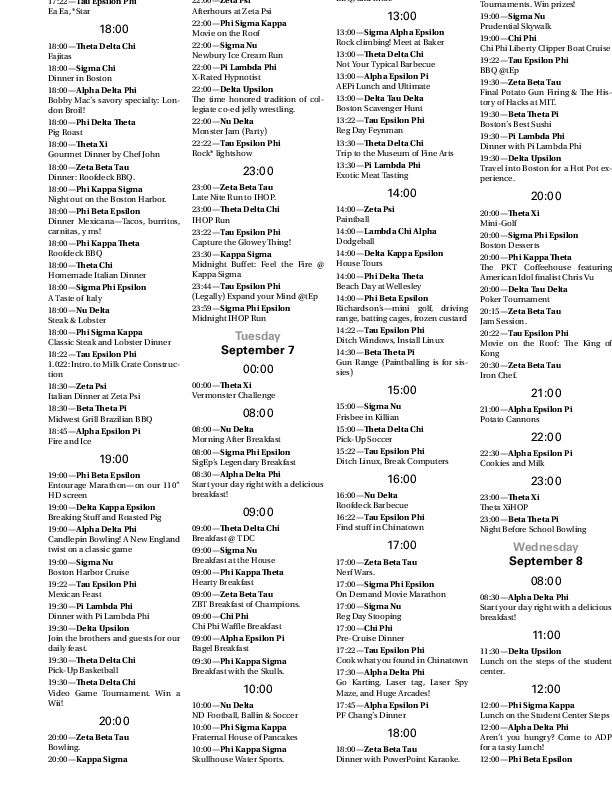 17:22—Tau Epsilon Phi
Ea Ea, *Star
18:00
18:00—Theta Delta Chi
Fajitas
18:00—Sigma Chi
Dinner in Boston
18:00—Alpha Delta Phi
Bobby Mac's savory specialty: Lon-
don Broil!
18:00—Phi Delta Theta
Pig Roast
18:00—Theta Xi
Gourmet Dinner by Chef John
18:00—Zeta Beta Tau
Dinner: Roofdeck BBQ.
18:00—Phi Kappa Sigma
Night out on the Boston Harbor.
18:00—Phi Beta Epsilon
Dinner Mexicana—Tacos, burritos,
carnitas, y ms!
18:00—Phi Kappa Theta
Roofdeck BBQ
18:00—Theta Chi
Homemade Italian Dinner
18:00—Sigma Phi Epsilon
A Taste of Italy
18:00—Nu Delta
Steak & Lobster
18:00—Phi Sigma Kappa
Classic Steak and Lobster Dinner
18:22—Tau Epsilon Phi
1.022: Intro. to Milk Crate Construc-
tion
18:30—Zeta Psi
Italian Dinner at Zeta Psi
18:30—Beta Theta Pi
Midwest Grill Brazilian BBQ
18:45—Alpha Epsilon Pi
Fire and Ice
19:00
19:00—Phi Beta Epsilon
Entourage Marathon—on our 110"
HD screen
19:00—Delta Kappa Epsilon
Breaking Stuff and Roasted Pig
19:00—Alpha Delta Phi
Candlepin Bowling! A New England
twist on a classic game
19:00—Sigma Nu
Boston Harbor Cruise
19:22—Tau Epsilon Phi
Mexican Feast
19:30—Pi Lambda Phi
Dinner with Pi Lambda Phi
19:30—Delta Upsilon
Join the brothers and guests for our
daily feast.
19:30—Theta Delta Chi
Pick-Up Basketball
19:30—Theta Delta Chi
Video Game Tournament. Win a
Wii!
20:00
20:00—Zeta Beta Tau
Bowling.
20:00—Kappa Sigma
22:00—Zeta Psi
Afterhours at Zeta Psi
22:00—Phi Sigma Kappa
Movie on the Roof
22:00—Sigma Nu
Newbury Ice Cream Run
22:00—Pi Lambda Phi
X-Rated Hypnotist
22:00—Delta Upsilon
The time honored tradition of col-
legiate co-ed jelly wrestling.
22:00—Nu Delta
Monster Jam (Party)
22:22—Tau Epsilon Phi
Rock* lightshow
23:00
23:00—Zeta Beta Tau
Late Nite Run to IHOP.
23:00—Theta Delta Chi
IHOP Run
23:22—Tau Epsilon Phi
Capture the Glowey Thing!
23:30—Kappa Sigma
Midnight Buffet: Feel the Fire @
Kappa Sigma
23:44—Tau Epsilon Phi
(Legally) Expand your Mind @tEp
23:59—Sigma Phi Epsilon
Midnight IHOP Run
Tuesday
September 7
00:00
00:00—Theta Xi
Vermonster Challenge
08:00
08:00—Nu Delta
Morning After Breakfast
08:00—Sigma Phi Epsilon
SigEp's Legendary Breakfast
08:30—Alpha Delta Phi
Start your day right with a delicious
breakfast!
09:00
09:00—Theta Delta Chi
Breakfast @ TDC
09:00—Sigma Nu
Breakfast at the House
09:00—Phi Kappa Theta
Hearty Breakfast
09:00—Zeta Beta Tau
ZBT Breakfast of Champions.
09:00—Chi Phi
Chi Phi Waffle Breakfast
09:00—Alpha Epsilon Pi
Bagel Breakfast
09:30—Phi Kappa Sigma
Breakfast with the Skulls.
10:00
10:00—Nu Delta
ND Football, Ballin & Soccer
10:00—Phi Sigma Kappa
Fraternal House of Pancakes
10:00—Phi Kappa Sigma
Skullhouse Water Sports.
13:00
13:00—Sigma Alpha Epsilon
Rock climbing! Meet at Baker
13:00—Theta Delta Chi
Not Your Typical Barbecue
13:00—Alpha Epsilon Pi
AEPi Lunch and Ultimate
13:00—Delta Tau Delta
Boston Scavenger Hunt
13:22—Tau Epsilon Phi
Reg Day Feynman
13:30—Theta Delta Chi
Trip to the Museum of Fine Arts
13:30—Pi Lambda Phi
Exotic Meat Tasting
14:00
14:00—Zeta Psi
Paintball
14:00—Lambda Chi Alpha
Dodgeball
14:00—Delta Kappa Epsilon
House Tours
14:00—Phi Delta Theta
Beach Day at Wellesley
14:00—Phi Beta Epsilon
Richardson's—mini golf, driving
range, batting cages, frozen custard
14:22—Tau Epsilon Phi
Ditch Windows, Install Linux
14:30—Beta Theta Pi
Gun Range (Paintballing is for sis-
sies)
15:00
15:00—Sigma Nu
Frisbee in Killian
15:00—Theta Delta Chi
Pick-Up Soccer
15:22—Tau Epsilon Phi
Ditch Linux, Break Computers
16:00
16:00—Nu Delta
Roofdeck Barbecue
16:22—Tau Epsilon Phi
Find stuff in Chinatown
17:00
17:00—Zeta Beta Tau
Nerf Wars.
17:00—Sigma Phi Epsilon
On Demand Movie Marathon
17:00—Sigma Nu
Reg Day Stooping
17:00—Chi Phi
Pre-Cruise Dinner
17:22—Tau Epsilon Phi
Cook what you found in Chinatown
17:30—Alpha Delta Phi
Go Karting, Laser tag, Laser Spy
Maze, and Huge Arcades!
17:45—Alpha Epsilon Pi
PF Chang's Dinner
18:00
18:00—Zeta Beta Tau
Dinner with PowerPoint Karaoke.
Tournaments. Win prizes!
19:00—Sigma Nu
Prudential Skywalk
19:00—Chi Phi
Chi Phi Liberty Clipper Boat Cruise
19:22—Tau Epsilon Phi
BBQ @tEp
19:30—Zeta Beta Tau
Final Potato Gun Firing & The His-
tory of Hacks at MIT.
19:30—Beta Theta Pi
Boston's Best Sushi
19:30—Pi Lambda Phi
Dinner with Pi Lambda Phi
19:30—Delta Upsilon
Travel into Boston for a Hot Pot ex-
perience.
20:00
20:00—Theta Xi
Mini-Golf
20:00—Sigma Phi Epsilon
Boston Desserts
20:00—Phi Kappa Theta
The PKT Coffeehouse featuring
American Idol finalist Chris Vu
20:00—Delta Tau Delta
Poker Tournament
20:15—Zeta Beta Tau
Jam Session.
20:22—Tau Epsilon Phi
Movie on the Roof: The King of
Kong
20:30—Zeta Beta Tau
Iron Chef.
21:00
21:00—Alpha Epsilon Pi
Potato Cannons
22:00
22:30—Alpha Epsilon Pi
Cookies and Milk
23:00
23:00—Theta Xi
Theta XiHOP
23:00—Beta Theta Pi
Night Before School Bowling
Wednesday
September 8
08:00
08:30—Alpha Delta Phi
Start your day right with a delicious
breakfast!
11:00
11:30—Delta Upsilon
Lunch on the steps of the student
center.
12:00
12:00—Phi Kappa Sigma
Lunch on the Student Center Steps
12:00—Alpha Delta Phi
Aren't you hungry? Come to ADP
for a tasty Lunch!
12:00—Phi Beta Epsilon